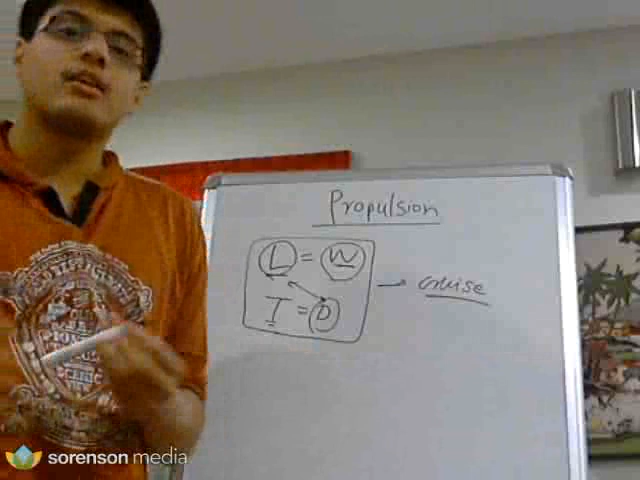 Propulsion
L = W
T = D
→ cruise
sorenson media